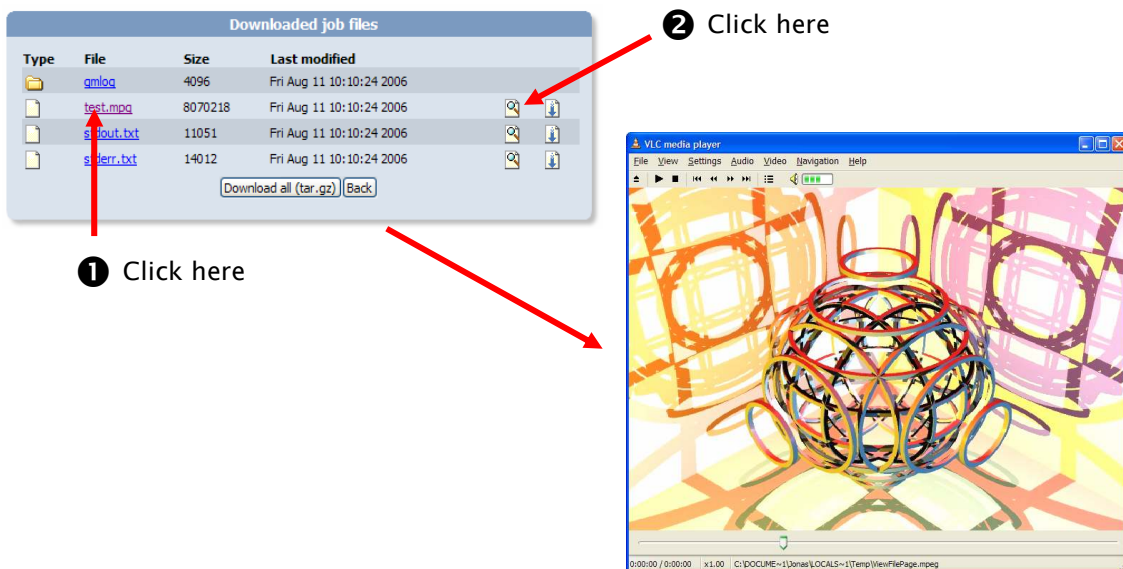 Downloaded job files
Type File Size Last modified
gmlog 4096 Fri Aug 11 10:10:24 2006
test.mpg 8070218 Fri Aug 11 10:10:24 2006
stdout.txt 11051 Fri Aug 11 10:10:24 2006
stderr.txt 14012 Fri Aug 11 10:10:24 2006
Download all (tar.gz) Back
❶ Click here
❷ Click here
VLC media player
File View Settings Audio Video Navigation Help
0:00:00 / 0:00:00 x1.00 C:\DOCUME~1\Jonas\LOCALS~1\Temp\ViewFilePage.mpeg